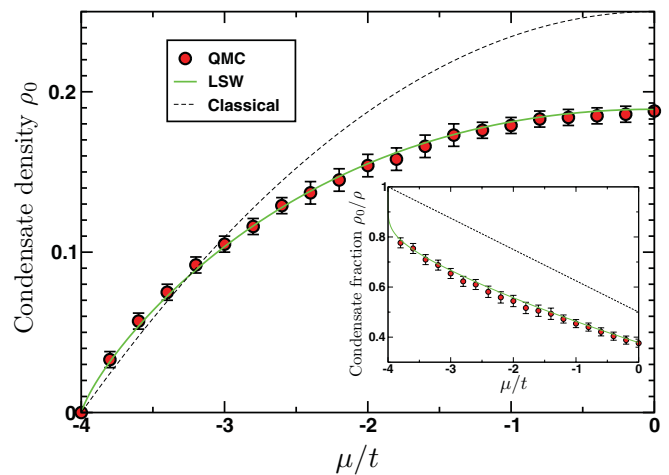 Condensate density ρ₀
0.2
0.1
0
QMC
LSW
Classical
Condensate fraction ρ₀/ρ
1
0.8
0.6
0.4
-4 -3 -2 -1 0
μ/t
-4 -3 -2 -1 0
μ/t